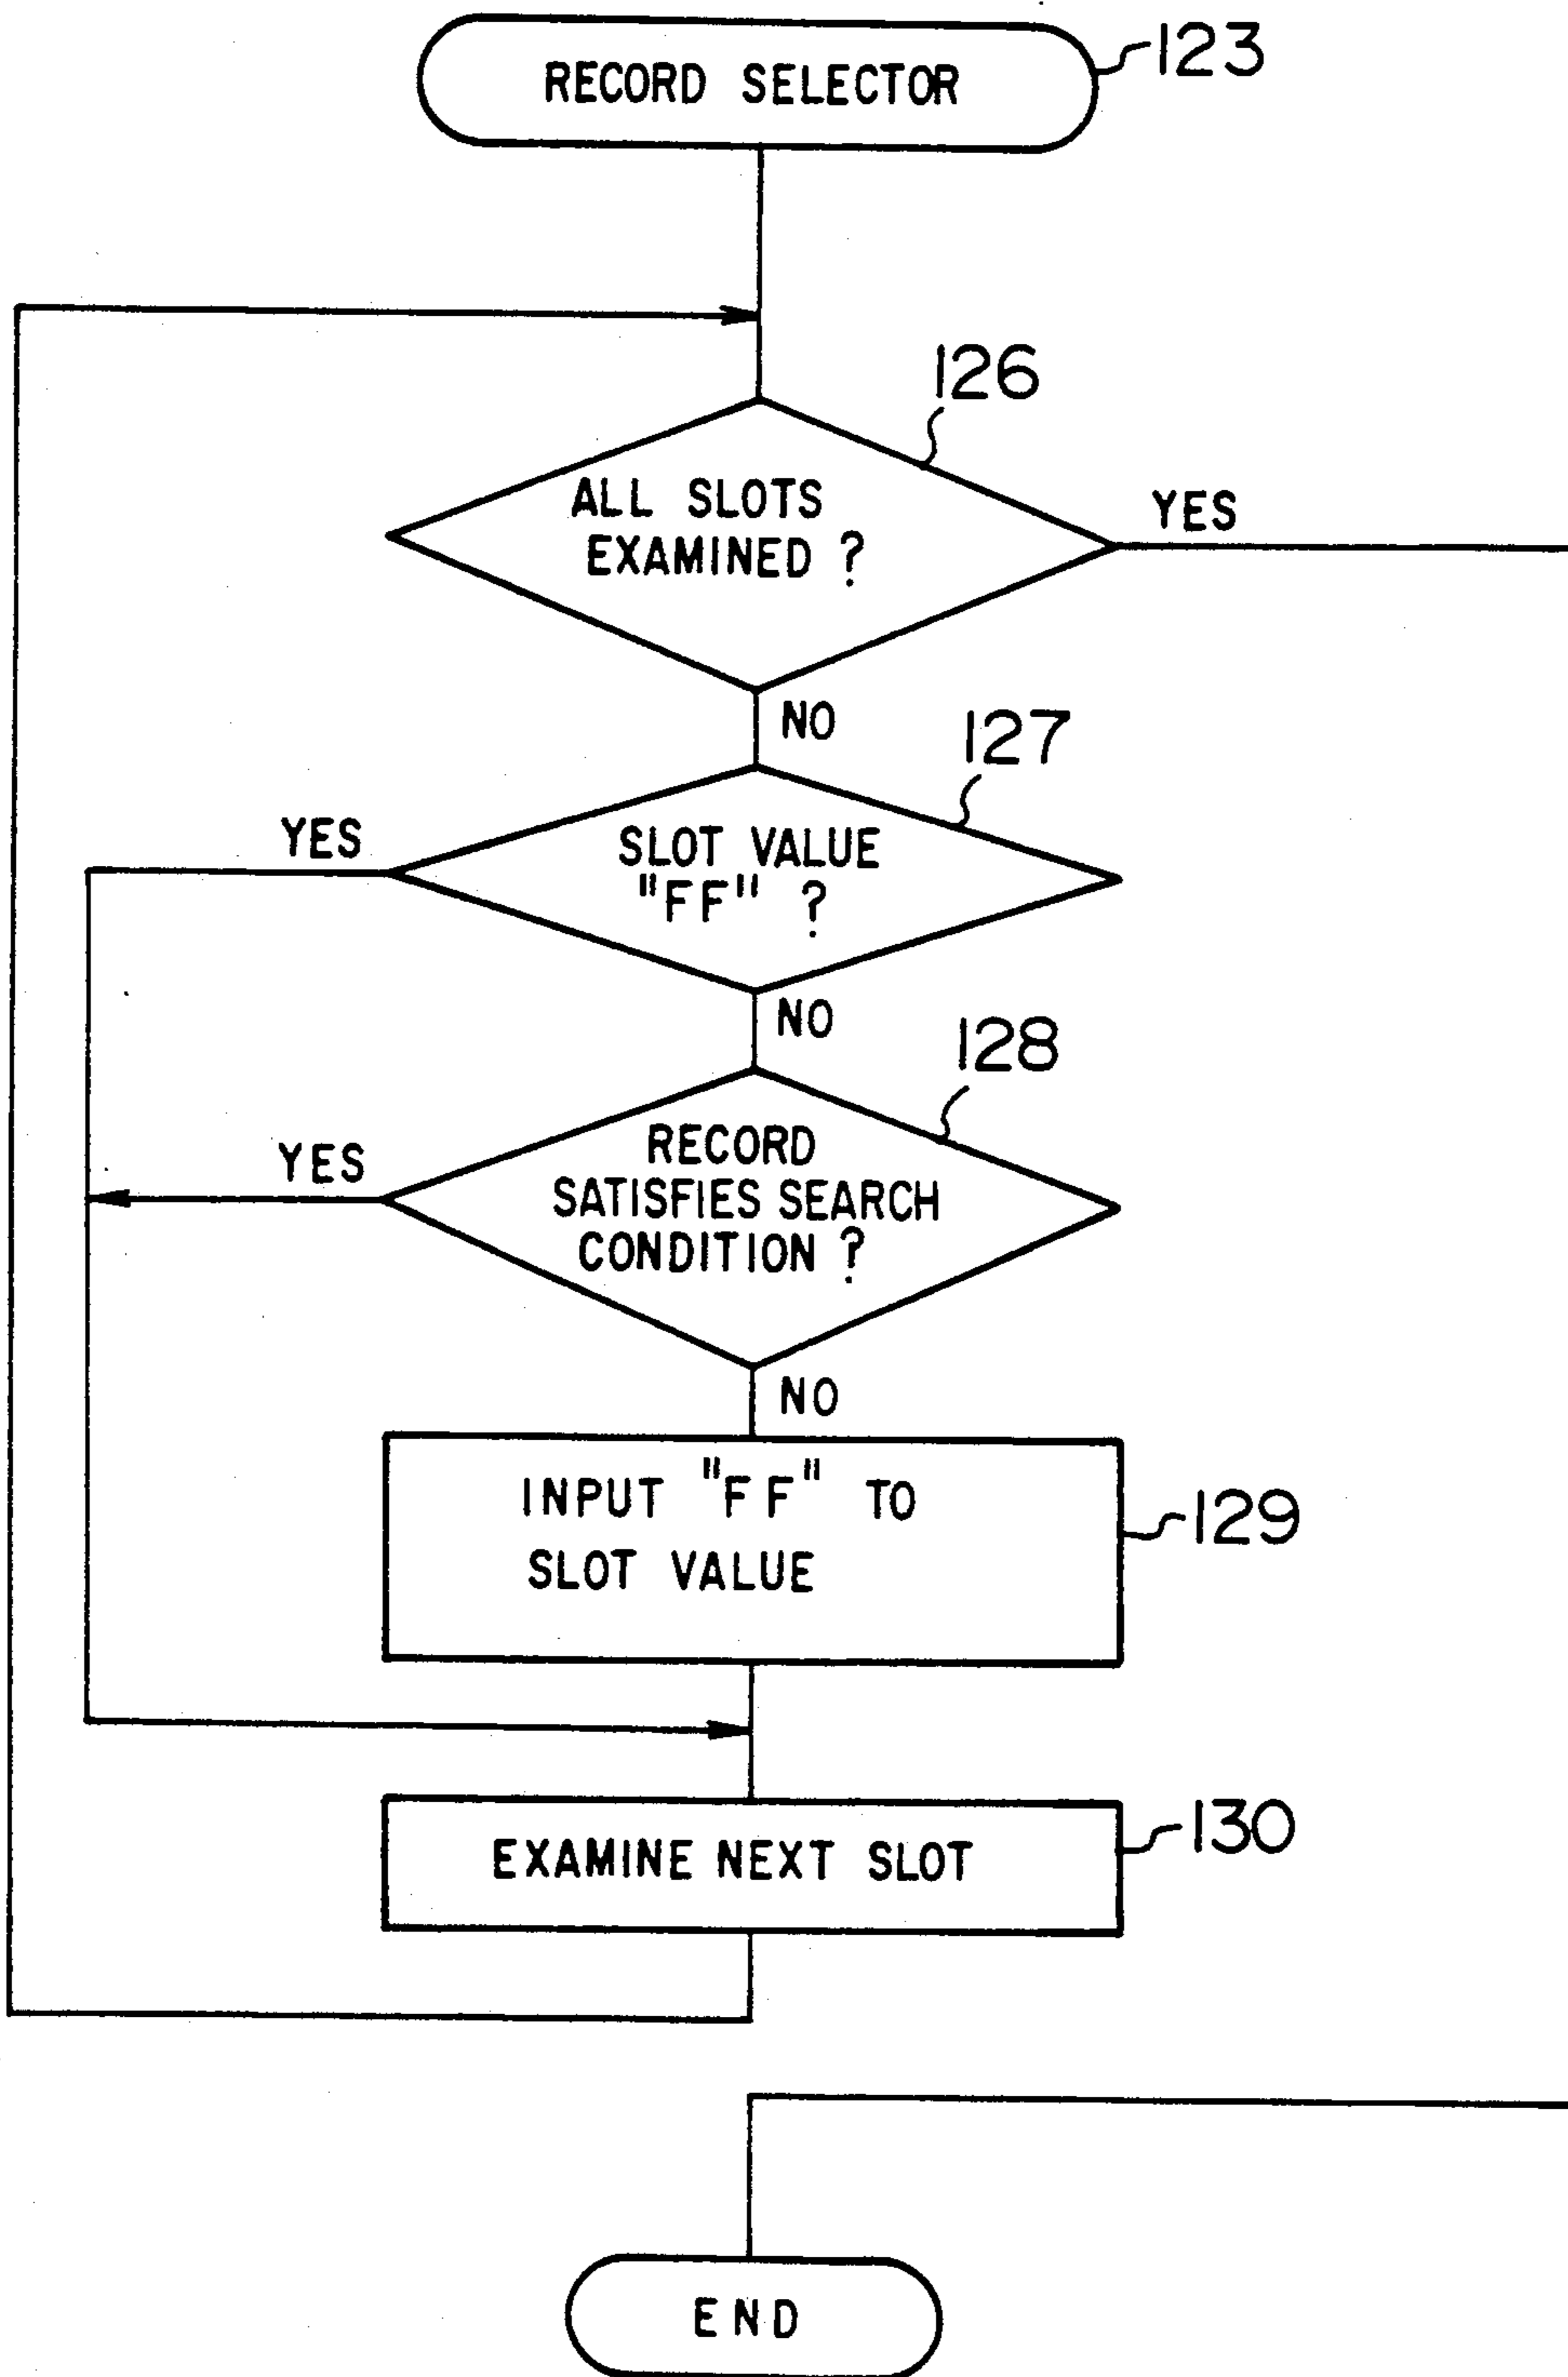 RECORD SELECTOR
123
126
ALL SLOTS
EXAMINED ?
YES
NO
127
YES
SLOT VALUE
"FF" ?
NO
128
YES
RECORD
SATISFIES SEARCH
CONDITION ?
NO
INPUT "FF" TO
SLOT VALUE
129
EXAMINE NEXT SLOT
130
END